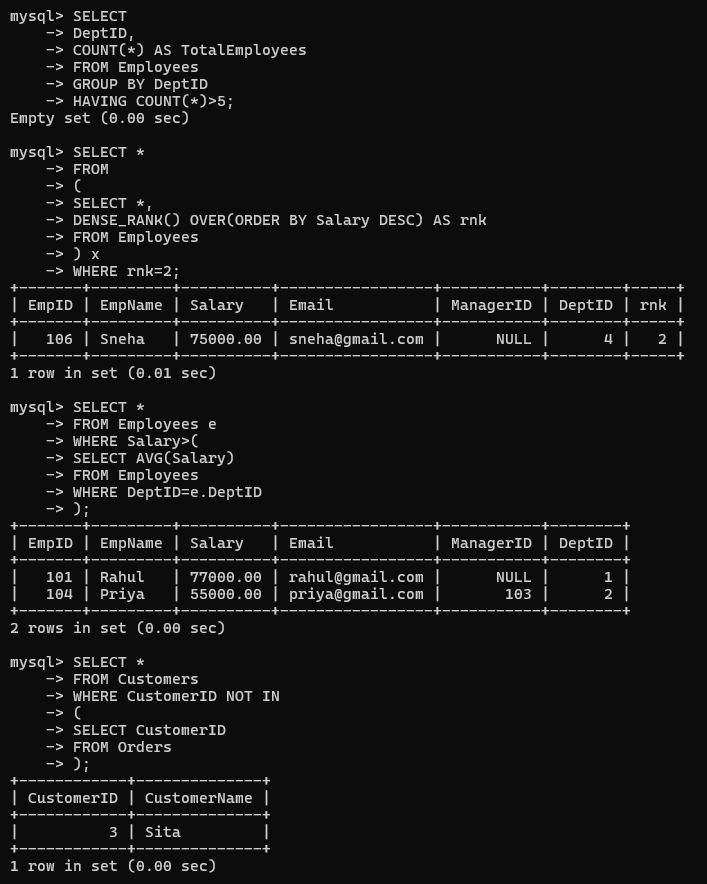 mysql> SELECT
    -> DeptID,
    -> COUNT(*) AS TotalEmployees
    -> FROM Employees
    -> GROUP BY DeptID
    -> HAVING COUNT(*)>5;
Empty set (0.00 sec)

mysql> SELECT *
    -> FROM
    -> (
    -> SELECT *,
    -> DENSE_RANK() OVER(ORDER BY Salary DESC) AS rnk
    -> FROM Employees
    -> ) x
    -> WHERE rnk=2;
+-------+---------+----------+-----------------+-----------+--------+-----+
| EmpID | EmpName | Salary   | Email           | ManagerID | DeptID | rnk |
+-------+---------+----------+-----------------+-----------+--------+-----+
|   106 | Sneha   | 75000.00 | sneha@gmail.com |      NULL |      4 |   2 |
+-------+---------+----------+-----------------+-----------+--------+-----+
1 row in set (0.01 sec)

mysql> SELECT *
    -> FROM Employees e
    -> WHERE Salary>(
    -> SELECT AVG(Salary)
    -> FROM Employees
    -> WHERE DeptID=e.DeptID
    -> );
+-------+---------+----------+-----------------+-----------+--------+
| EmpID | EmpName | Salary   | Email           | ManagerID | DeptID |
+-------+---------+----------+-----------------+-----------+--------+
|   101 | Rahul   | 77000.00 | rahul@gmail.com |      NULL |      1 |
|   104 | Priya   | 55000.00 | priya@gmail.com |       103 |      2 |
+-------+---------+----------+-----------------+-----------+--------+
2 rows in set (0.00 sec)

mysql> SELECT *
    -> FROM Customers
    -> WHERE CustomerID NOT IN
    -> (
    -> SELECT CustomerID
    -> FROM Orders
    -> );
+------------+--------------+
| CustomerID | CustomerName |
+------------+--------------+
|          3 | Sita         |
+------------+--------------+
1 row in set (0.00 sec)